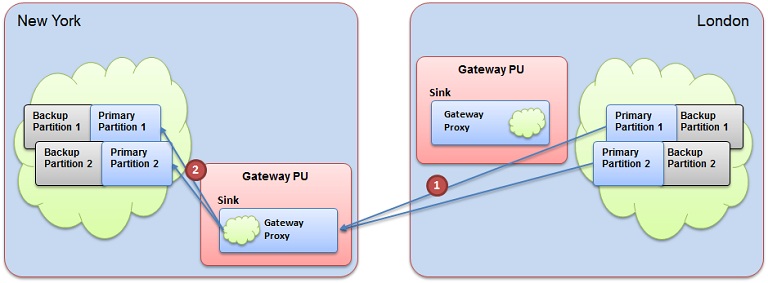 New York
Backup
Partition 1
Primary
Partition 1
Backup
Partition 2
Primary
Partition 2
2
Gateway PU
Sink
Gateway
Proxy
London
Gateway PU
Sink
Gateway
Proxy
1
Primary
Partition 1
Backup
Partition 1
Primary
Partition 2
Backup
Partition 2